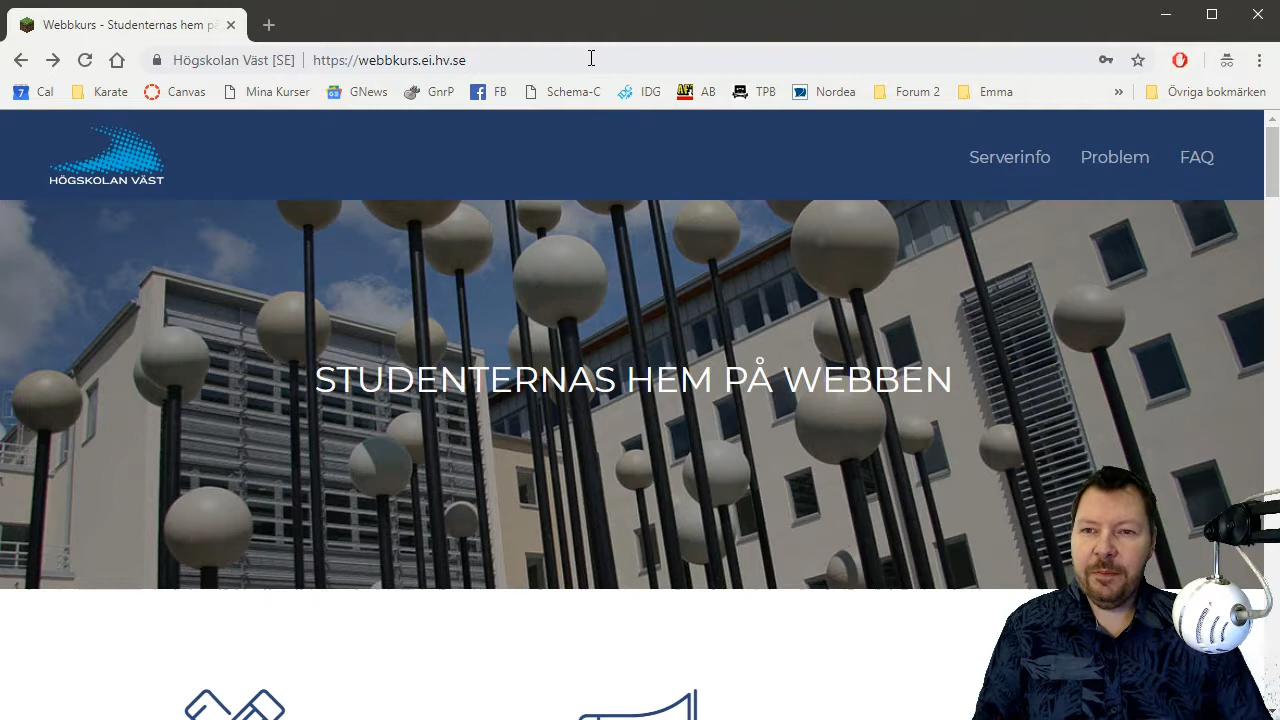 Webbkurs - Studenternas hem på
Högskolan Väst [SE] https://webbkurs.ei.hv.se
Cal Karate Canvas Mina Kurser GNews GnrP FB Schema-C IDG AB TPB Nordea Forum 2 Emma » Övriga bokmärken
HÖGSKOLAN VÄST
Serverinfo Problem FAQ
STUDENTERNAS HEM PÅ WEBBEN